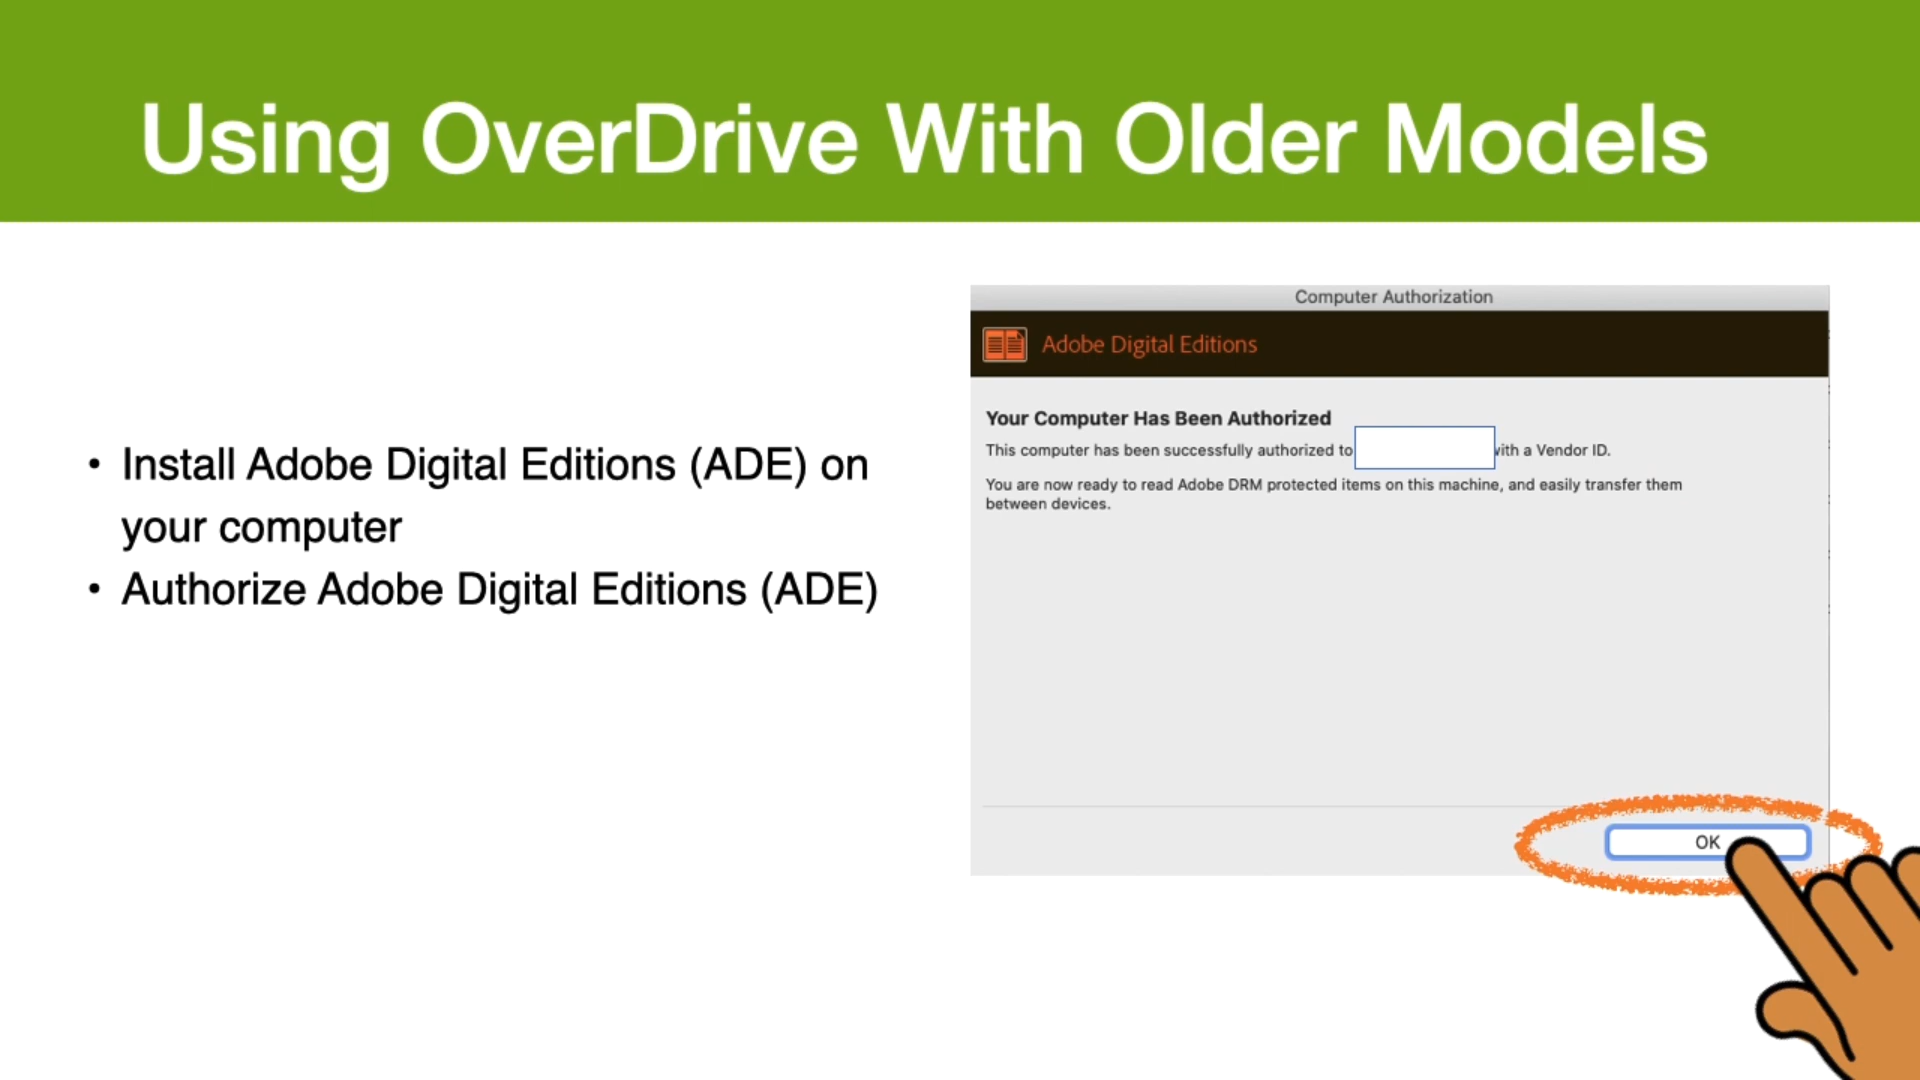 Using OverDrive With Older Models
• Install Adobe Digital Editions (ADE) on
your computer
• Authorize Adobe Digital Editions (ADE)
Computer Authorization
Adobe Digital Editions
Your Computer Has Been Authorized
This computer has been successfully authorized to with a Vendor ID.
You are now ready to read Adobe DRM protected items on this machine, and easily transfer them
between devices.
OK